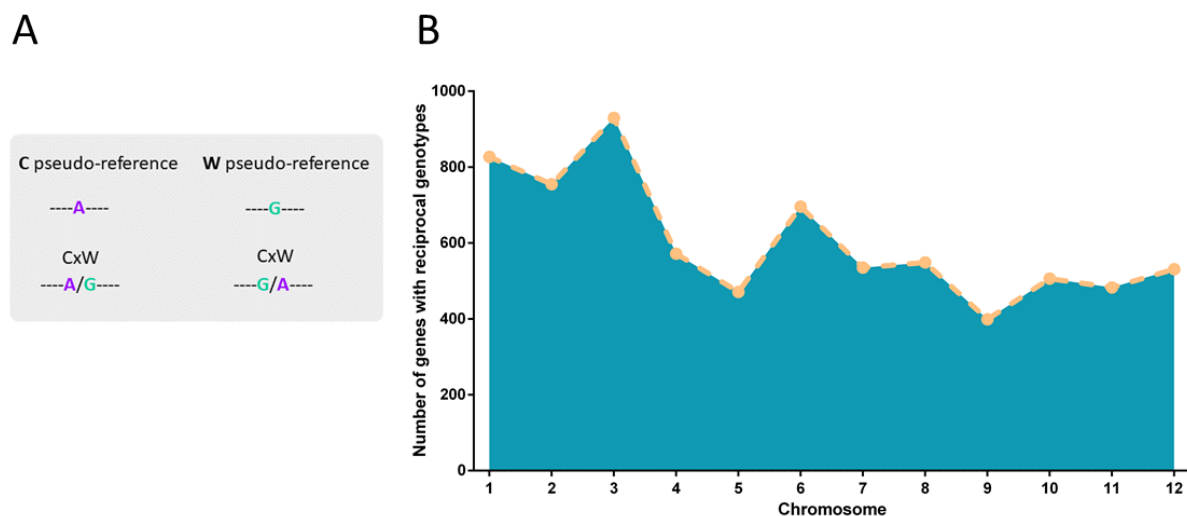 A
C pseudo-reference W pseudo-reference
----A---- ----G----
CxW CxW
----A/G---- ----G/A----
B
Number of genes with reciprocal genotypes
1000
800
600
400
200
0
1 2 3 4 5 6 7 8 9 10 11 12
Chromosome